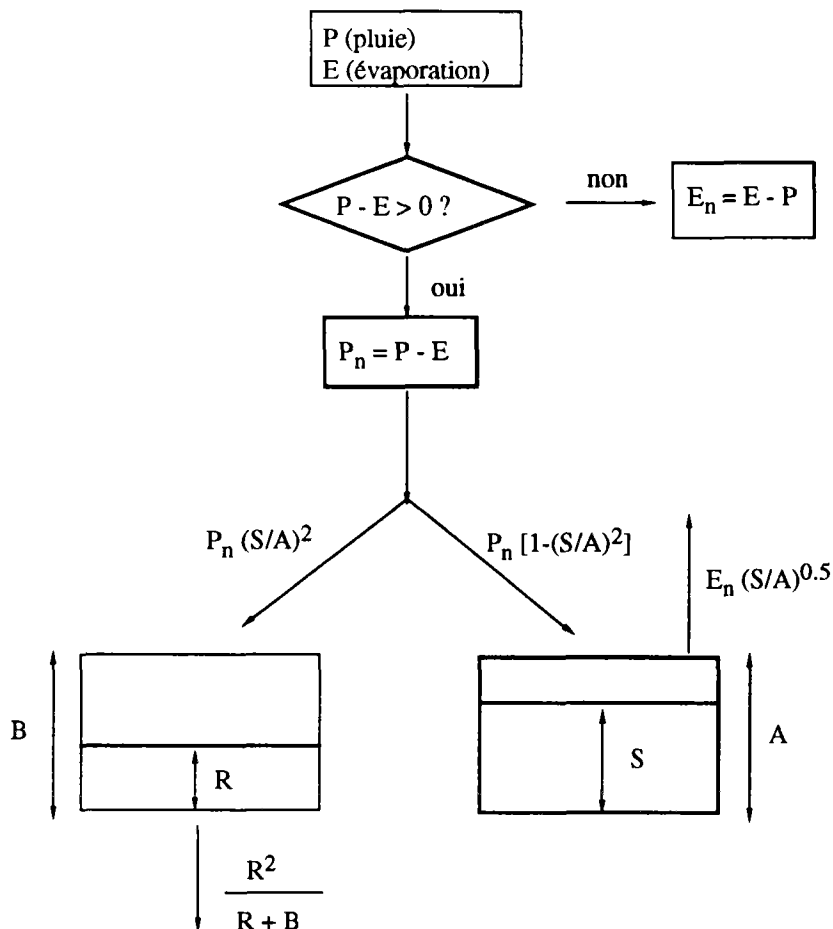 P (pluie)
E (évaporation)
P - E > 0 ?
non
E_n = E - P
oui
P_n = P - E
P_n (S/A)^2
P_n [1-(S/A)^2]
E_n (S/A)^0.5
B
R
S
A
R^2
R + B